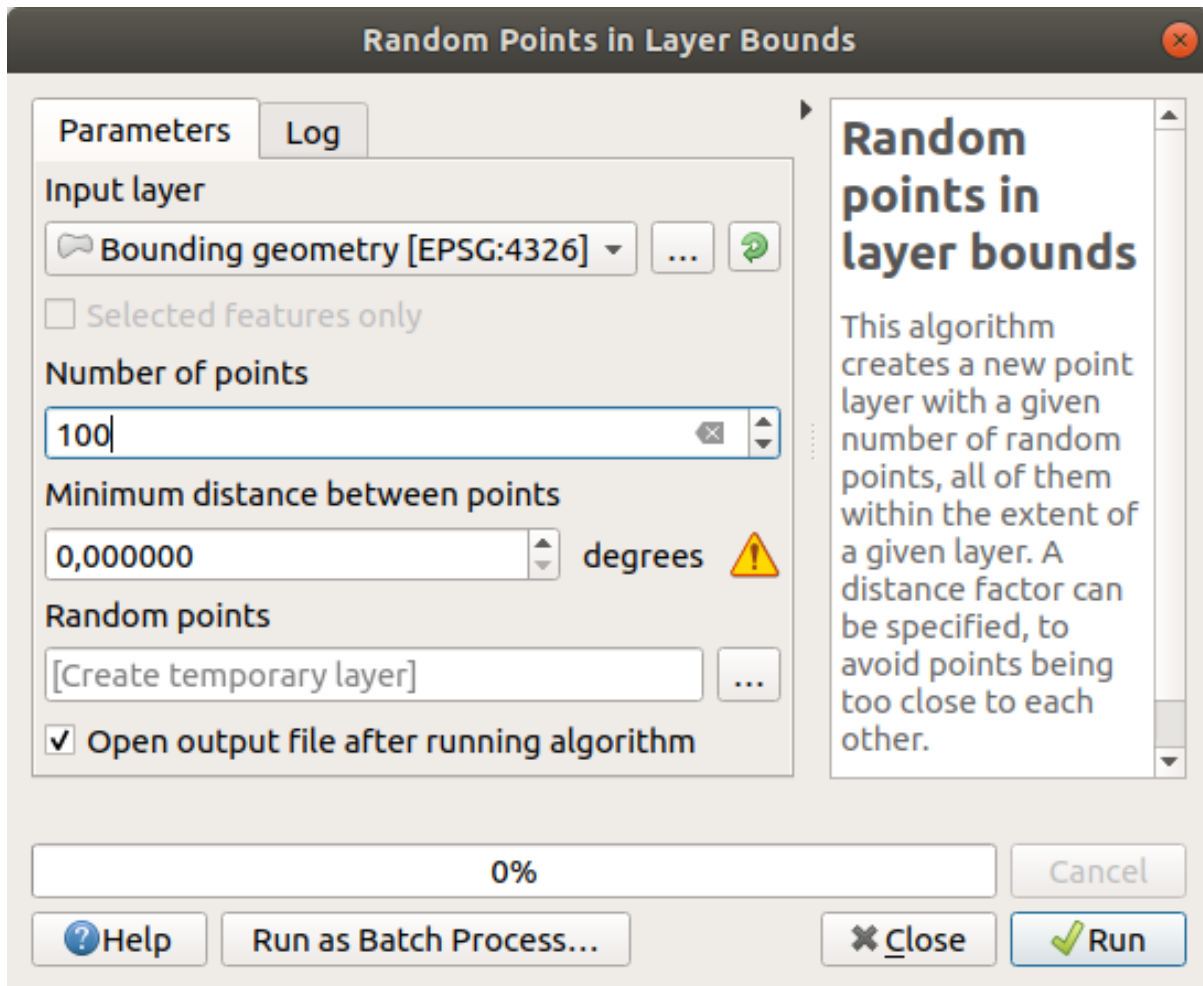 Random Points in Layer Bounds
Parameters
Log
Input layer
Bounding geometry [EPSG:4326]
...
Selected features only
Number of points
100
Minimum distance between points
0,000000
degrees
Random points
[Create temporary layer]
...
Open output file after running algorithm
Random
points in
layer bounds
This algorithm
creates a new point
layer with a given
number of random
points, all of them
within the extent of
a given layer. A
distance factor can
be specified, to
avoid points being
too close to each
other.
0%
Cancel
Help
Run as Batch Process...
Close
Run